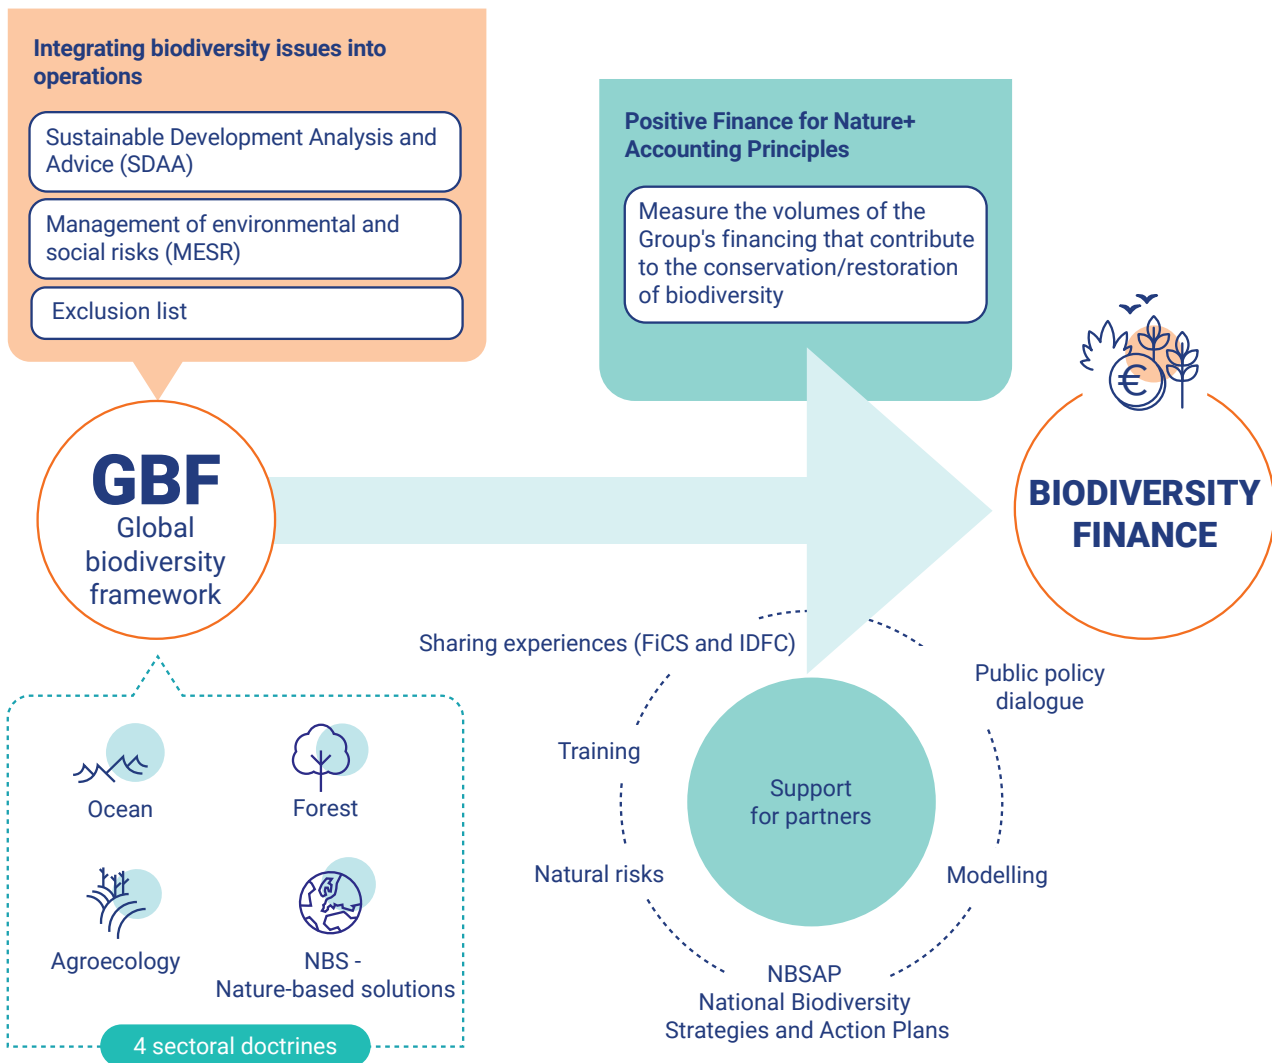 Integrating biodiversity issues into
operations
Sustainable Development Analysis and
Advice (SDAA)
Management of environmental and
social risks (MESR)
Exclusion list
Positive Finance for Nature+
Accounting Principles
Measure the volumes of the
Group's financing that contribute
to the conservation/restoration
of biodiversity
GBF
Global
biodiversity
framework
€
BIODIVERSITY
FINANCE
Ocean
Forest
Agroecology
NBS -
Nature-based solutions
4 sectoral doctrines
Sharing experiences (FiCS and IDFC)
Public policy
dialogue
Training
Support
for partners
Natural risks
Modelling
NBSAP
National Biodiversity
Strategies and Action Plans